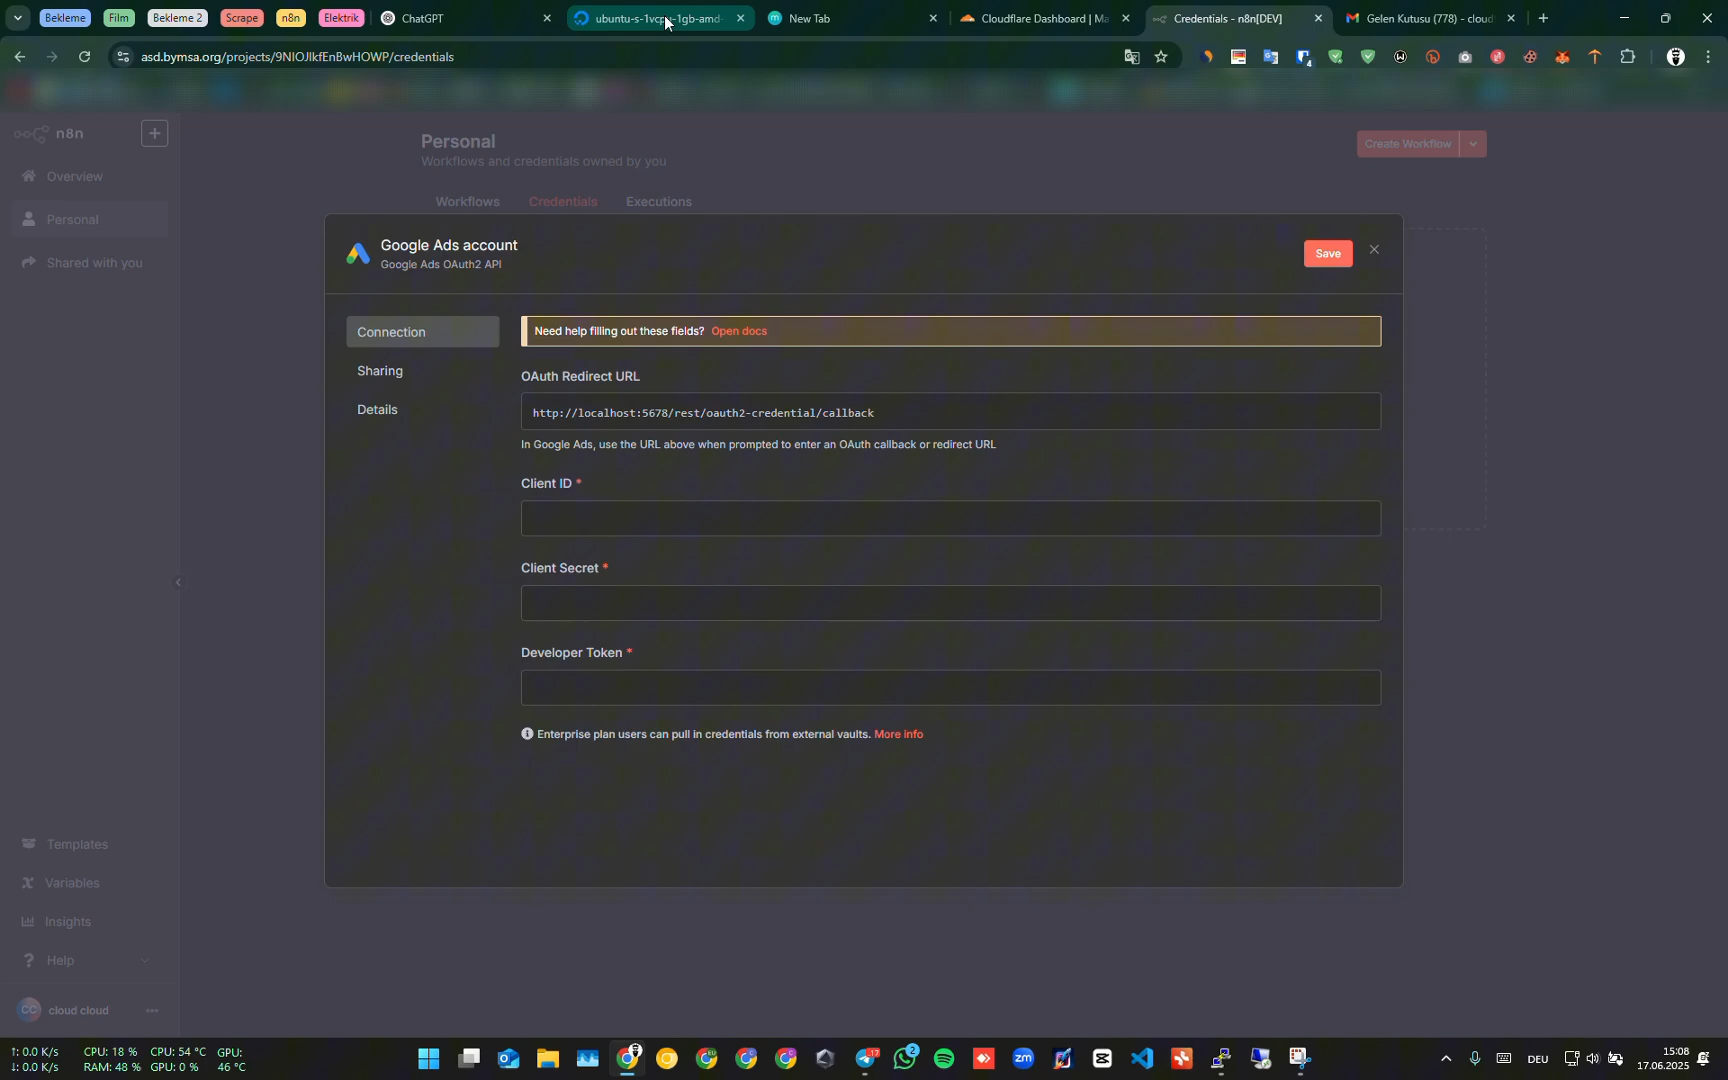 Bekleme Film Bekleme 2 Scrape n8n Elektrik ChatGPT ubuntu-s-1vcpu-1gb-amd- New Tab Cloudflare Dashboard | Ma Credentials - n8n[DEV] Gelen Kutusu (778) - cloud
asd.bymsa.org/projects/9NIOJlkfEnBwHOWP/credentials
n8n
Personal
Create Workflow
Workflows and credentials owned by you
Overview
Workflows Credentials Executions
Personal
Shared with you
Google Ads account
Google Ads OAuth2 API
Save
Connection
Sharing
Details
Need help filling out these fields? Open docs
OAuth Redirect URL
http://localhost:5678/rest/oauth2-credential/callback
In Google Ads, use the URL above when prompted to enter an OAuth callback or redirect URL
Client ID *
Client Secret *
Developer Token *
Enterprise plan users can pull in credentials from external vaults. More info
Templates
Variables
Insights
Help
CC cloud cloud
↑: 0.0 K/s CPU: 18 % CPU: 54 °C GPU:
↓: 0.0 K/s RAM: 48 % GPU: 0 % 46 °C
17
2
zm
DEU
15:08
17.06.2025